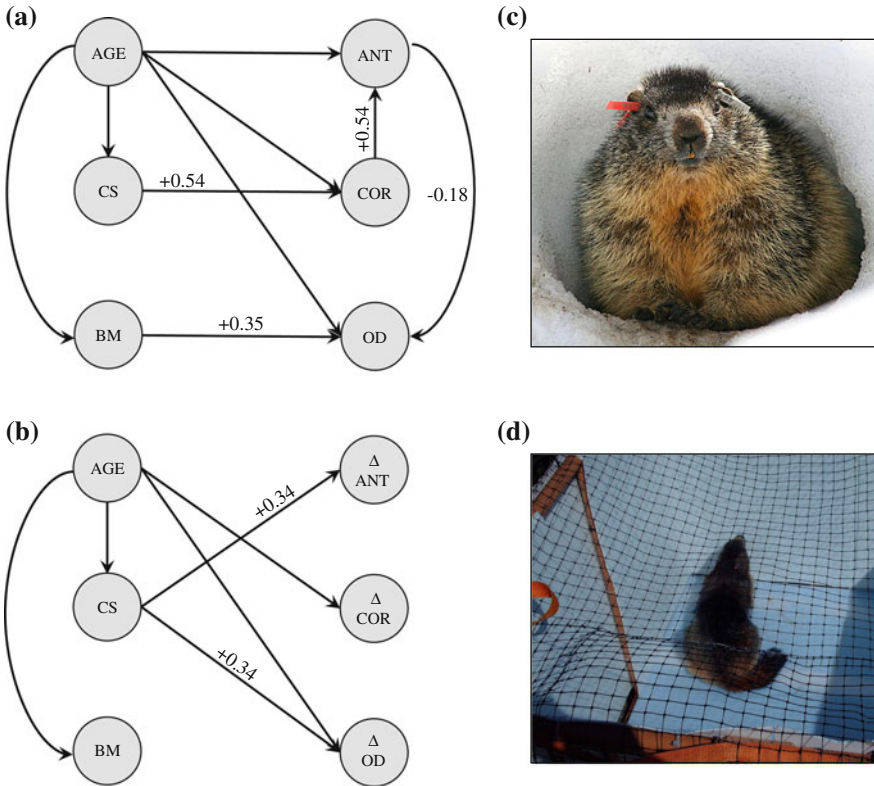 (a)
AGE
ANT
+0.54
CS
+0.54
COR
-0.18
BM
+0.35
OD
(c)
(b)
AGE
Δ
ANT
+0.34
CS
Δ
COR
+0.34
BM
Δ
OD
(d)